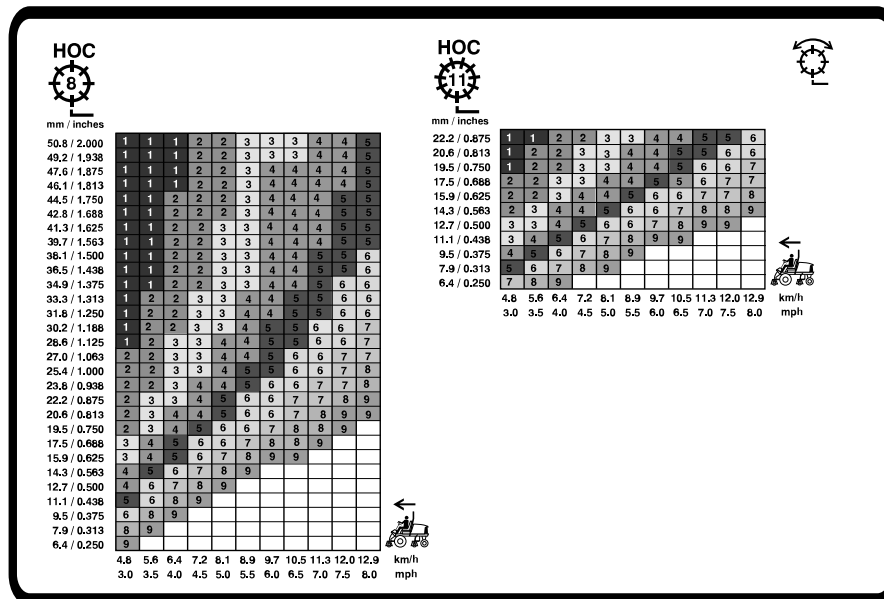 HOC
8
mm / inches
50.8 / 2.000 1 1 1 2 2 3 3 3 4 4 5
49.2 / 1,938 1 1 1 2 2 3 3 3 4 4 5
47.6 / 1.875 1 1 1 2 2 3 4 4 4 4 5
46.1 / 1.813 1 1 1 2 2 3 4 4 4 4 5
44.5 / 1.750 1 1 2 2 2 3 4 4 4 5 5
42.8 / 1.688 1 1 2 2 2 3 4 4 4 5 5
41.3 / 1.625 1 1 2 2 3 3 4 4 4 5 5
39.7 / 1.563 1 1 2 2 3 3 4 4 4 5 5
38.1 / 1.500 1 1 2 2 3 3 4 4 5 5 6
36.5 / 1.438 1 1 2 2 3 3 4 4 5 5 6
34.9 / 1.375 1 1 2 2 3 3 4 4 5 6 6
33.3 / 1.313 1 2 2 3 3 4 4 5 5 6 6
31.8 / 1.250 1 2 2 3 3 4 4 5 5 6 6
30.2 / 1.188 1 2 2 3 3 4 5 5 6 6 7
28.6 / 1.125 1 2 3 3 4 4 5 5 6 6 7
27.0 / 1.063 2 2 3 3 4 4 5 6 6 7 7
25.4 / 1.000 2 2 3 3 4 5 5 6 6 7 8
23.8 / 0.938 2 2 3 4 4 5 6 6 7 7 8
22.2 / 0.875 2 3 3 4 5 6 6 7 7 8 9
20.6 / 0.813 2 3 4 4 5 6 6 7 8 9 9
19.5 / 0.750 2 3 4 5 6 6 7 8 8 9
17.5 / 0.688 3 4 5 6 6 7 8 8 9
15.9 / 0.625 3 4 5 6 7 8 9 9
14.3 / 0.563 4 5 6 7 8 9
12.7 / 0.500 4 6 7 8 9
11.1 / 0.438 5 6 8 9
9.5 / 0.375 6 8 9
7.9 / 0.313 8 9
6.4 / 0.250 9
4.8 5.6 6.4 7.2 8.1 8.9 9.7 10.5 11.3 12.0 12.9 km/h
3.0 3.5 4.0 4.5 5.0 5.5 6.0 6.5 7.0 7.5 8.0 mph
HOC
11
mm / inches
22.2 / 0.875 1 1 2 2 3 3 4 4 5 5 6
20.6 / 0.813 1 2 2 3 3 4 4 5 5 6 6
19.5 / 0.750 1 2 2 3 3 4 4 5 6 6 7
17.5 / 0.688 2 2 3 3 4 4 5 5 6 7 7
15.9 / 0.625 2 2 3 4 4 5 6 6 7 7 8
14.3 / 0.563 2 3 4 4 5 6 6 7 8 8 9
12.7 / 0.500 3 3 4 5 6 6 7 8 9 9
11.1 / 0.438 3 4 5 6 7 8 9 9
9.5 / 0.375 4 5 6 7 8 9
7.9 / 0.313 5 6 7 8 9
6.4 / 0.250 7 8 9
4.8 5.6 6.4 7.2 8.1 8.9 9.7 10.5 11.3 12.0 12.9 km/h
3.0 3.5 4.0 4.5 5.0 5.5 6.0 6.5 7.0 7.5 8.0 mph